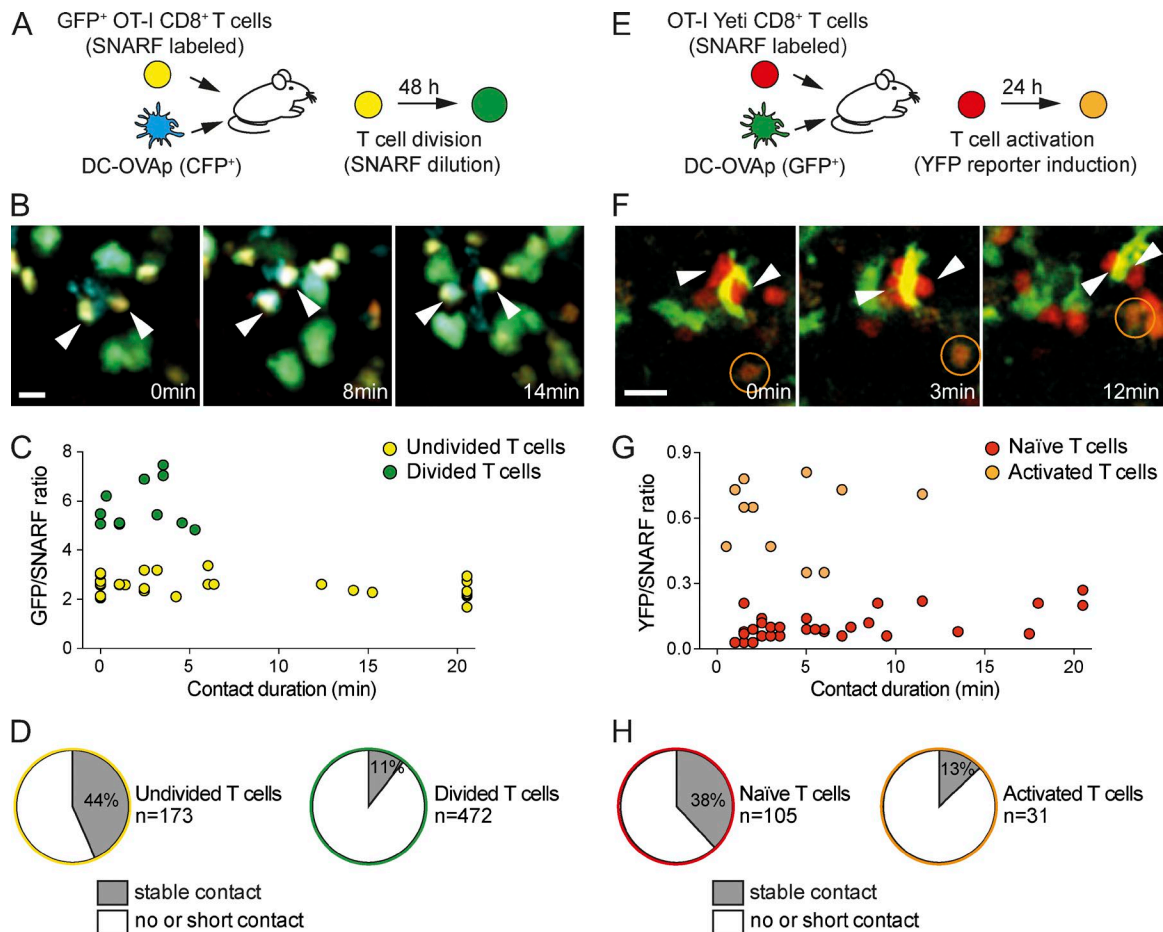 A
GFP+ OT-I CD8+ T cells
(SNARF labeled)
48 h
T cell division
(SNARF dilution)
DC-OVAp (CFP+)
B
0min
8min
14min
C
Undivided T cells
Divided T cells
GFP/SNARF ratio
8
6
4
2
0
0
5
10
15
20
Contact duration (min)
D
44%
Undivided T cells
n=173
11%
Divided T cells
n=472
stable contact
no or short contact
E
OT-I Yeti CD8+ T cells
(SNARF labeled)
24 h
T cell activation
(YFP reporter induction)
DC-OVAp (GFP+)
F
0min
3min
12min
G
Naïve T cells
Activated T cells
YFP/SNARF ratio
0.9
0.6
0.3
0.0
0
5
10
15
20
Contact duration (min)
H
38%
Naïve T cells
n=105
13%
Activated T cells
n=31
stable contact
no or short contact